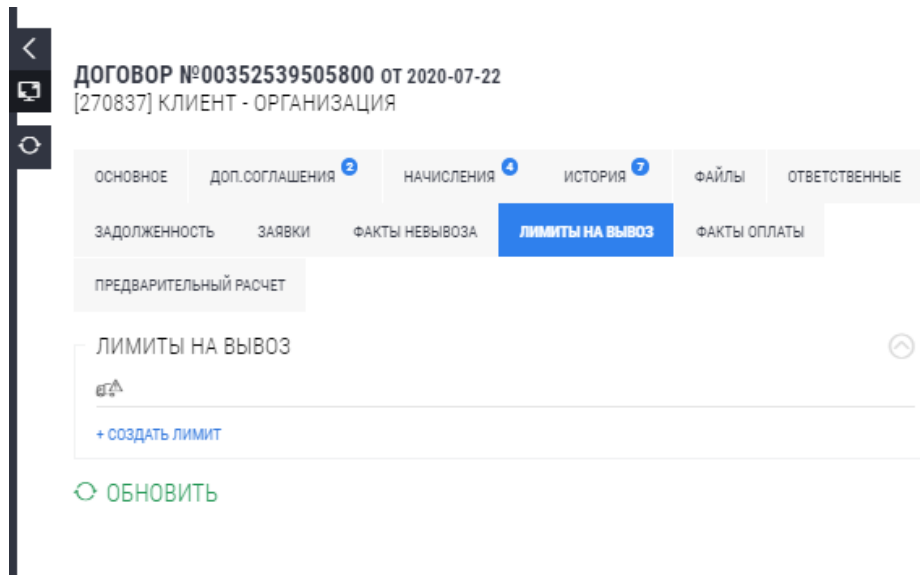 ДОГОВОР №00352539505800 ОТ 2020-07-22
[270837] КЛИЕНТ - ОРГАНИЗАЦИЯ
ОСНОВНОЕ ДОП.СОГЛАШЕНИЯ 2 НАЧИСЛЕНИЯ 4 ИСТОРИЯ 7 ФАЙЛЫ ОТВЕТСТВЕННЫЕ
ЗАДОЛЖЕННОСТЬ ЗАЯВКИ ФАКТЫ НЕВЫВОЗА ЛИМИТЫ НА ВЫВОЗ ФАКТЫ ОПЛАТЫ
ПРЕДВАРИТЕЛЬНЫЙ РАСЧЕТ
ЛИМИТЫ НА ВЫВОЗ
+ СОЗДАТЬ ЛИМИТ
ОБНОВИТЬ